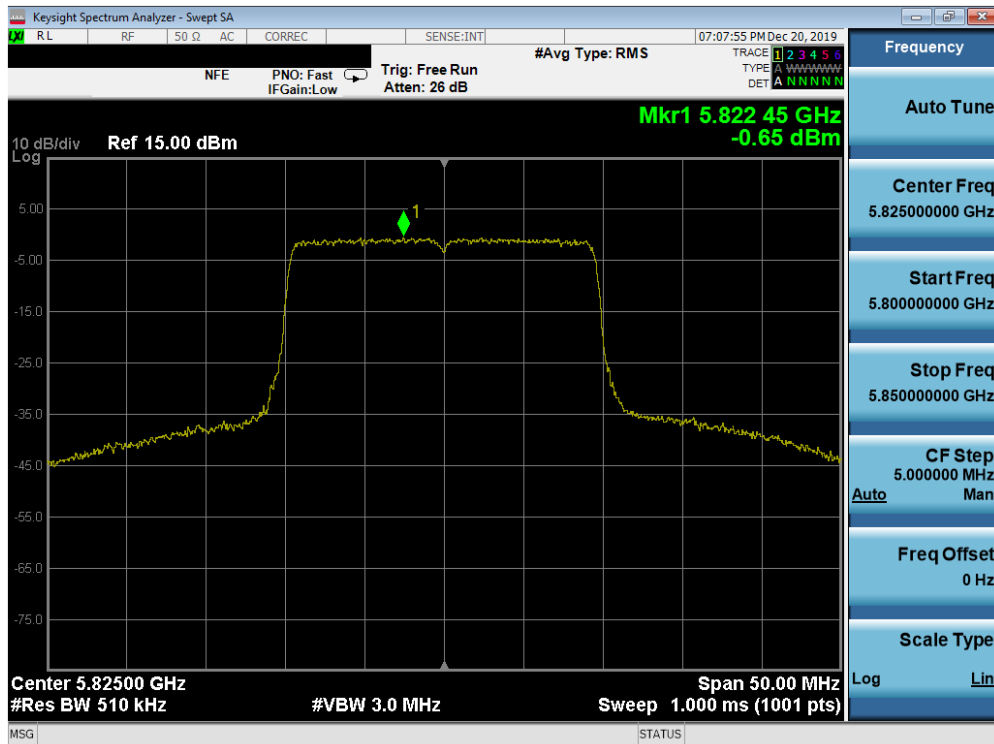 Keysight Spectrum Analyzer - Swept SA
LXI RL RF 50 Ω AC CORREC SENSE:INT 07:07:55 PM Dec 20, 2019
#Avg Type: RMS TRACE 1 2 3 4 5 6
NFE PNO: Fast Trig: Free Run TYPE A WWWWW
IFGain:Low Atten: 26 dB DET A N N N N N
Mkr1 5.822 45 GHz
-0.65 dBm
10 dB/div Ref 15.00 dBm
Log
1
5.00
-5.00
-15.0
-25.0
-35.0
-45.0
-55.0
-65.0
-75.0
Center 5.82500 GHz Span 50.00 MHz
#Res BW 510 kHz #VBW 3.0 MHz Sweep 1.000 ms (1001 pts)
MSG STATUS
Frequency
Auto Tune
Center Freq
5.825000000 GHz
Start Freq
5.800000000 GHz
Stop Freq
5.850000000 GHz
CF Step
5.000000 MHz
Auto Man
Freq Offset
0 Hz
Scale Type
Log Lin